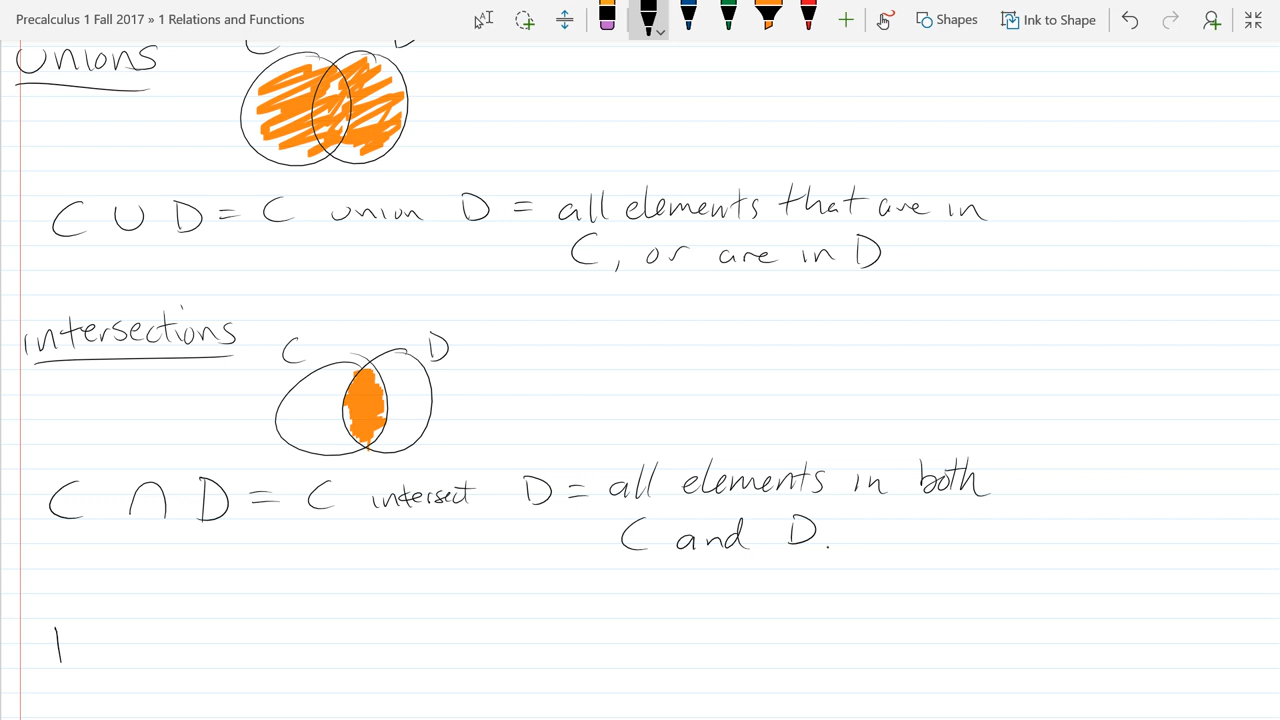 Precalculus 1 Fall 2017 » 1 Relations and Functions
Shapes
Ink to Shape
Unions
C D
C ∪ D = C union D = all elements that are in
C, or are in D
intersections
C D
C ∩ D = C intersect D = all elements in both
C and D.